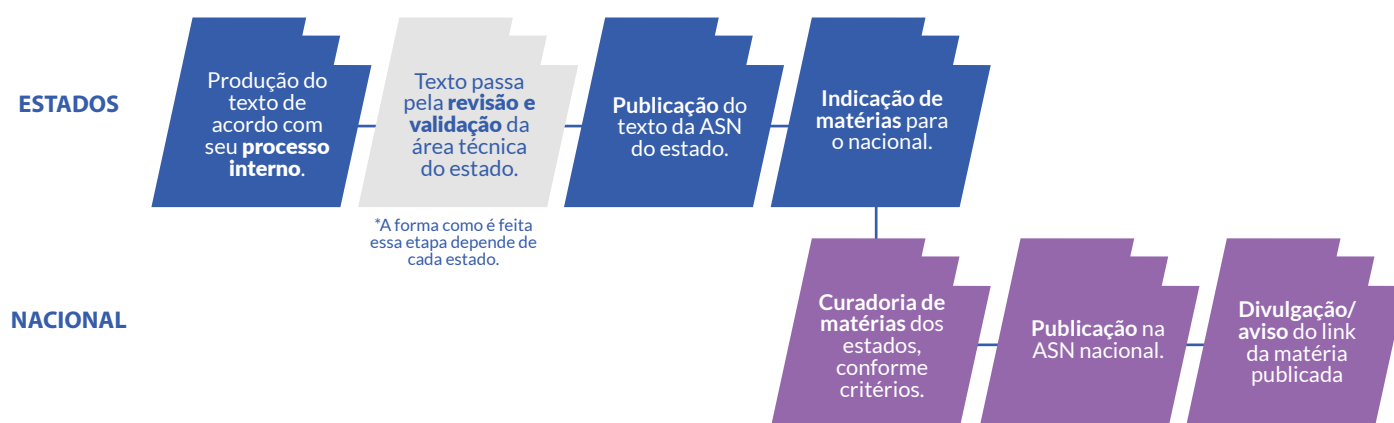 ESTADOS
Produção do
texto de
acordo com
seu processo
interno.
Texto passa
pela revisão e
validação da
área técnica
do estado.
*A forma como é feita
essa etapa depende de
cada estado.
Publicação do
texto da ASN
do estado.
Indicação de
matérias para
o nacional.
NACIONAL
Curadoria de
matérias dos
estados,
conforme
critérios.
Publicação na
ASN nacional.
Divulgação/
aviso do link
da matéria
publicada